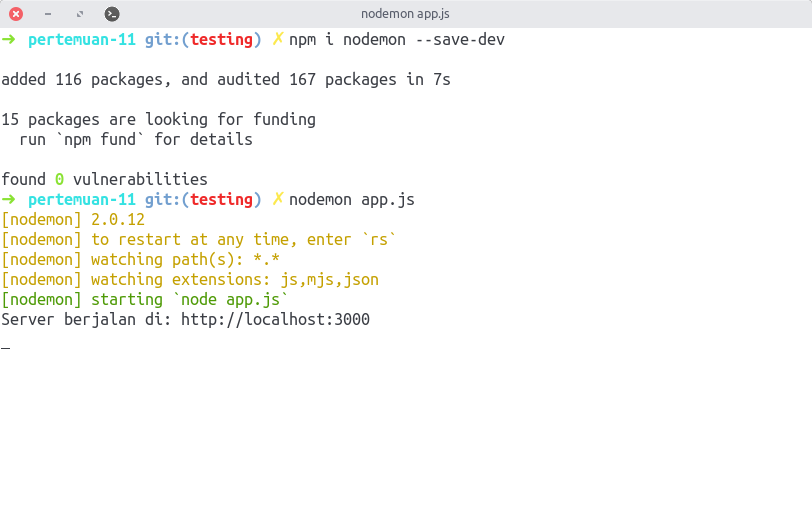 nodemon app.js
➜ pertemuan-11 git:(testing) ✗ npm i nodemon --save-dev
added 116 packages, and audited 167 packages in 7s
15 packages are looking for funding
  run `npm fund` for details
found 0 vulnerabilities
➜ pertemuan-11 git:(testing) ✗ nodemon app.js
[nodemon] 2.0.12
[nodemon] to restart at any time, enter `rs`
[nodemon] watching path(s): *.*
[nodemon] watching extensions: js,mjs,json
[nodemon] starting `node app.js`
Server berjalan di: http://localhost:3000